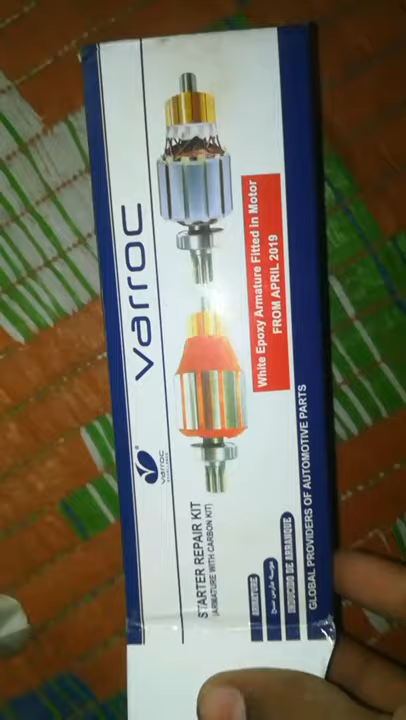 varroc
varroc
White Epoxy Armature Fitted in Motor
FROM APRIL 2019
STARTER REPAIR KIT
(ARMATURE WITH CARBON KIT)
ARMATURE
INDUCIDO DE ARRANQUE
GLOBAL PROVIDERS OF AUTOMOTIVE PARTS